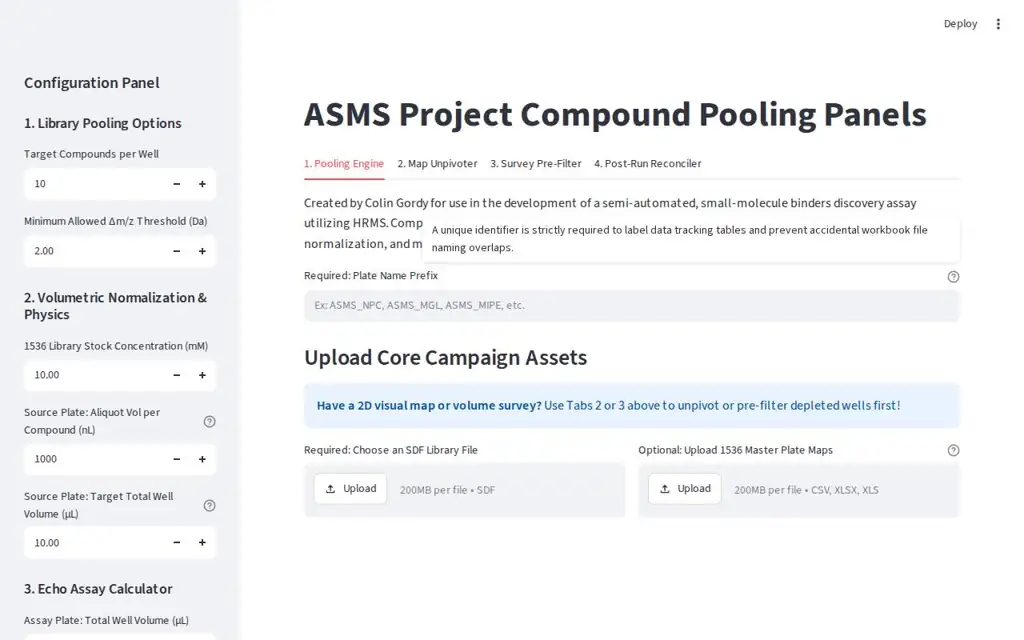 Deploy
Configuration Panel
1. Library Pooling Options
Target Compounds per Well
10
Minimum Allowed Δm/z Threshold (Da)
2.00
2. Volumetric Normalization &
Physics
1536 Library Stock Concentration (mM)
10.00
Source Plate: Aliquot Vol per
Compound (nL)
1000
Source Plate: Target Total Well
Volume (µL)
10.00
3. Echo Assay Calculator
Assay Plate: Total Well Volume (µL)
ASMS Project Compound Pooling Panels
1. Pooling Engine 2. Map Unpivoter 3. Survey Pre-Filter 4. Post-Run Reconciler
Created by Colin Gordy for use in the development of a semi-automated, small-molecule binders discovery assay
utilizing HRMS. Comp
normalization, and m
A unique identifier is strictly required to label data tracking tables and prevent accidental workbook file
naming overlaps.
Required: Plate Name Prefix
Ex: ASMS_NPC, ASMS_MGL, ASMS_MIPE, etc.
Upload Core Campaign Assets
Have a 2D visual map or volume survey? Use Tabs 2 or 3 above to unpivot or pre-filter depleted wells first!
Required: Choose an SDF Library File
Upload 200MB per file • SDF
Optional: Upload 1536 Master Plate Maps
Upload 200MB per file • CSV, XLSX, XLS